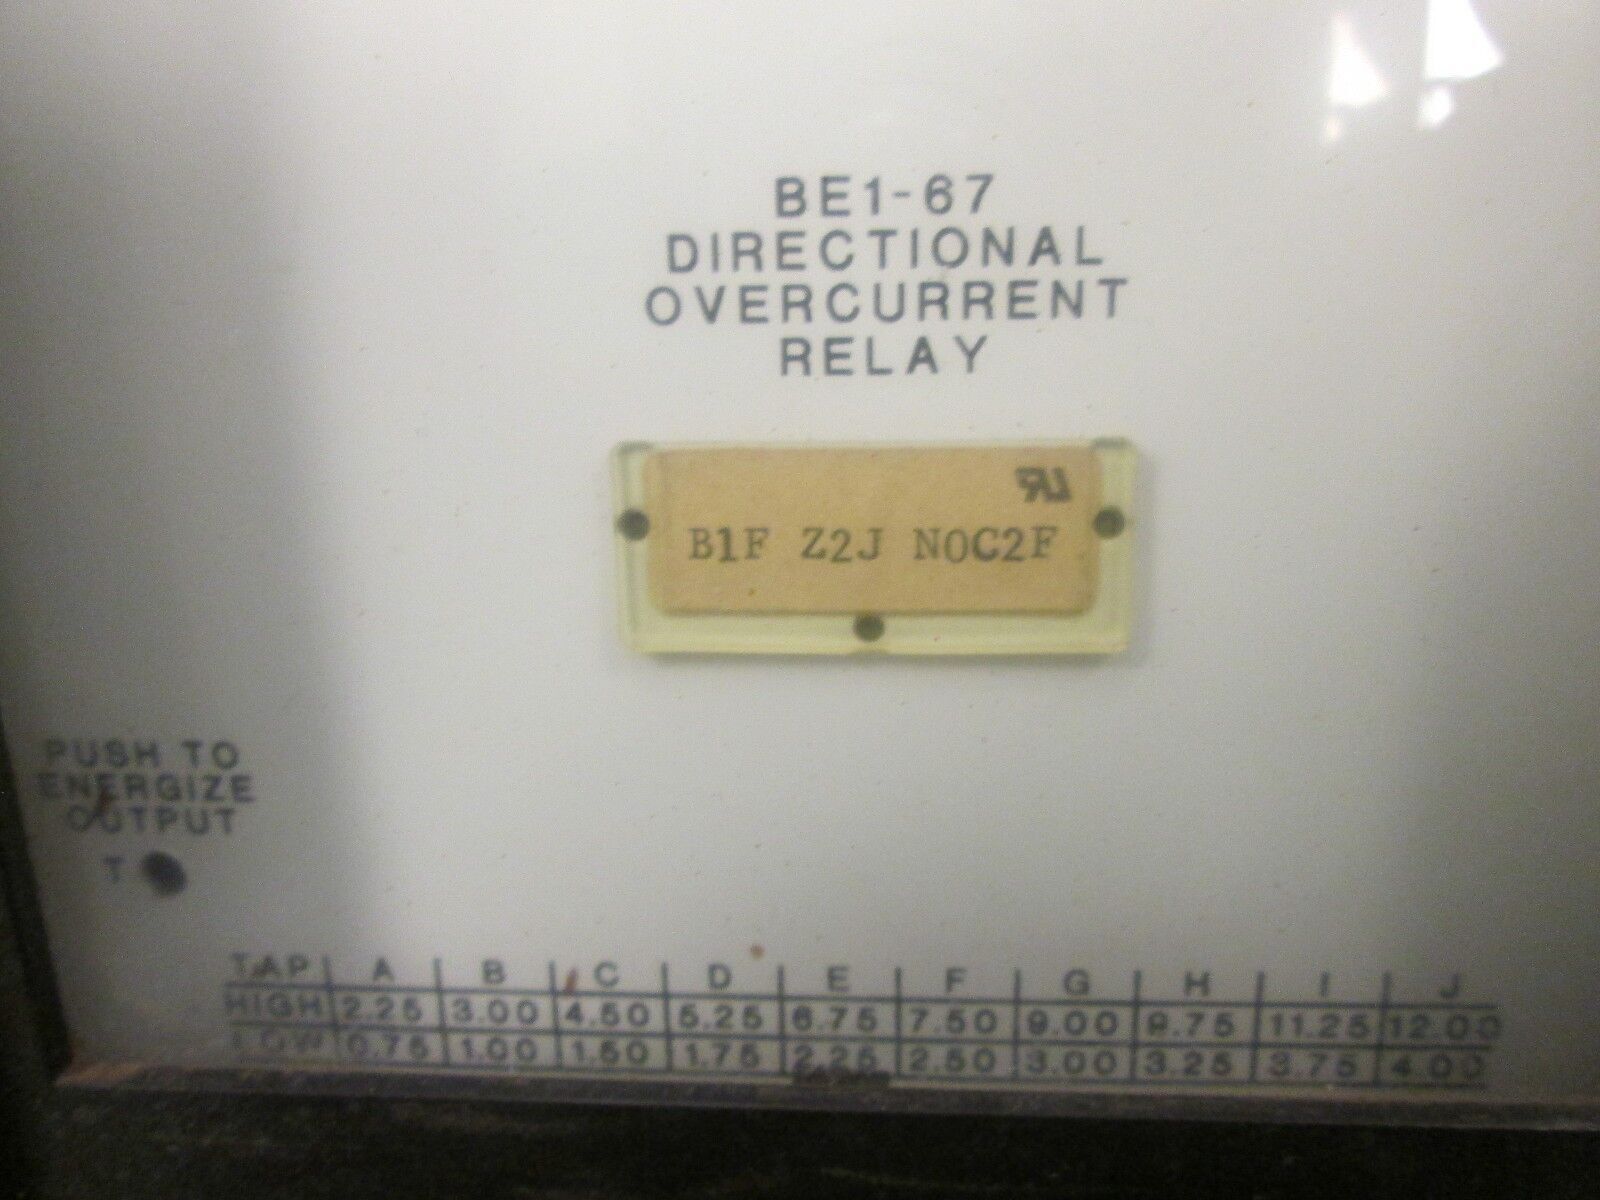 BE1-67
DIRECTIONAL
OVERCURRENT
RELAY
B1F Z2J N0C2F
PUSH TO
ENERGIZE
OUTPUT
T
TAP A B C D E F G H I J
HIGH 2.25 3.00 4.50 5.25 6.75 7.50 9.00 9.75 11.25 12.00
LOW 0.75 1.00 1.50 1.75 2.25 2.50 3.00 3.25 3.75 4.00